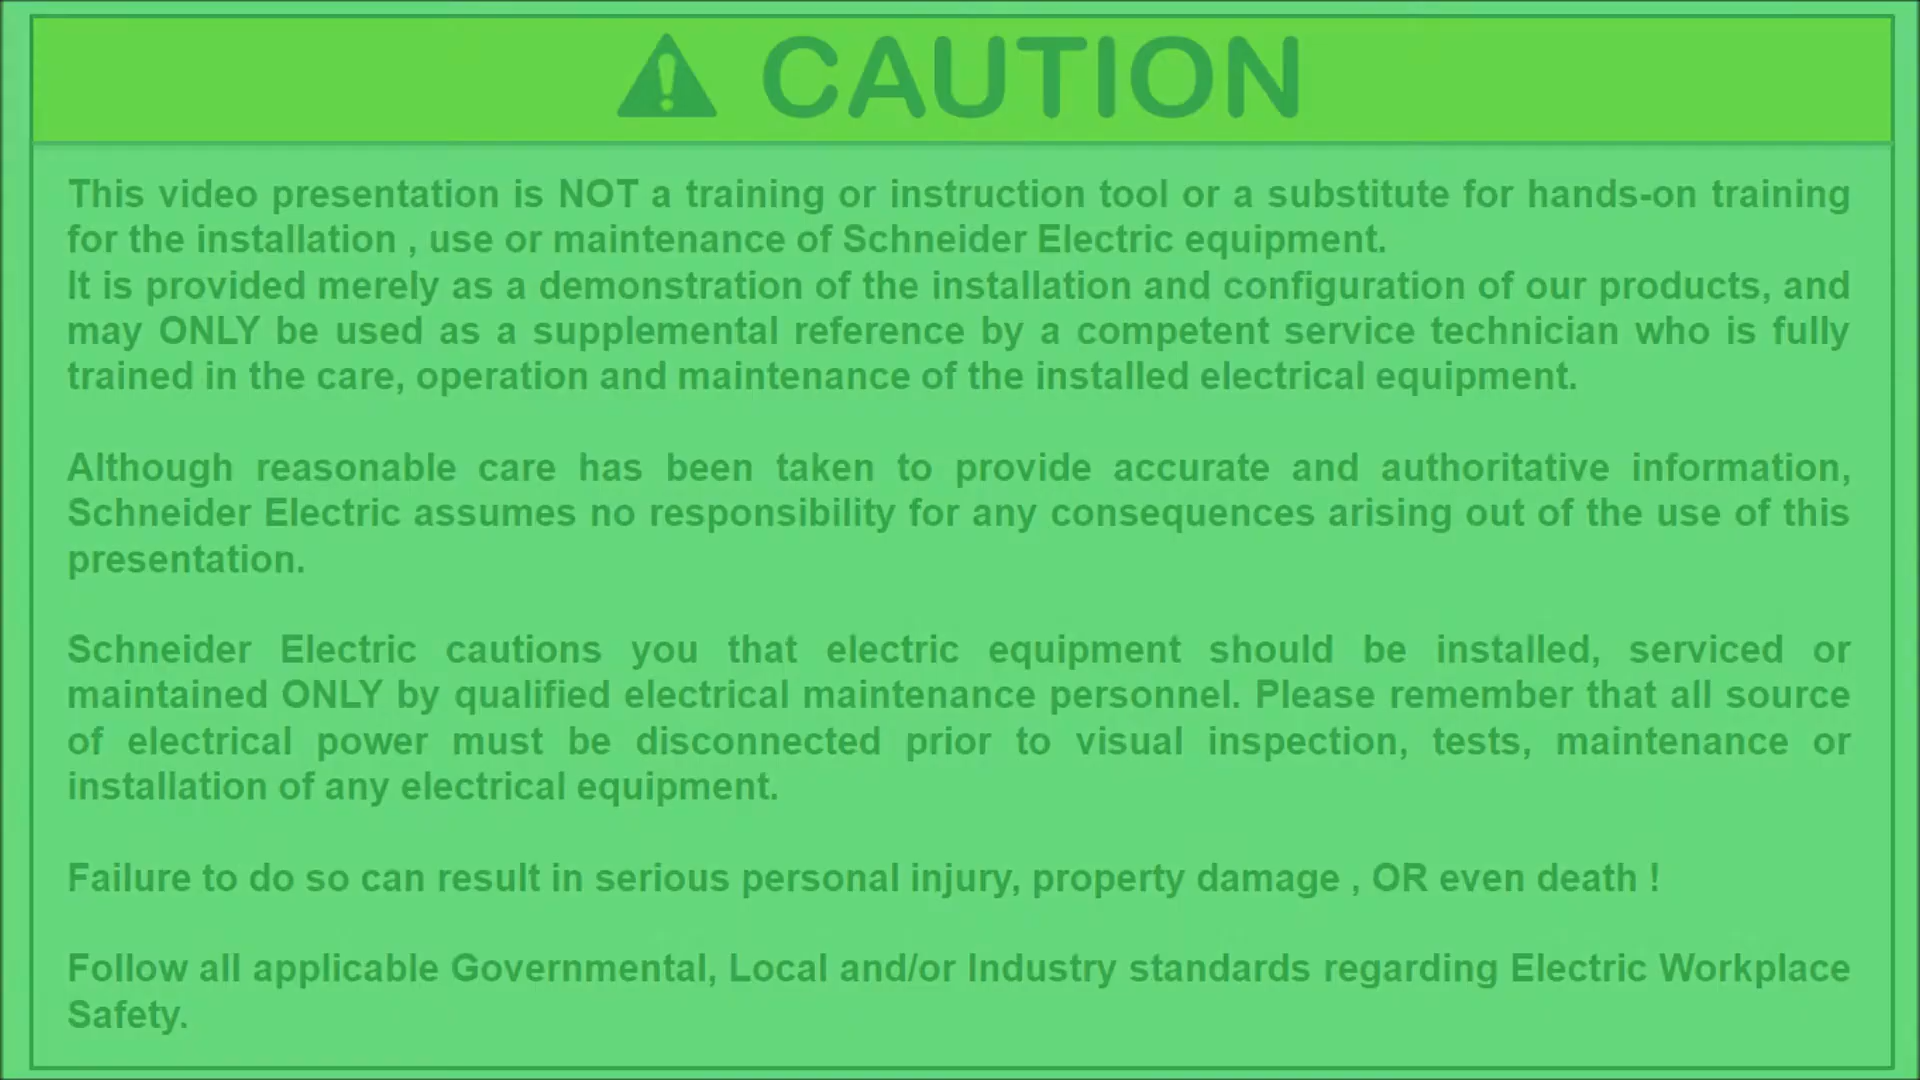 CAUTION
This video presentation is NOT a training or instruction tool or a substitute for hands-on training
for the installation , use or maintenance of Schneider Electric equipment.
It is provided merely as a demonstration of the installation and configuration of our products, and
may ONLY be used as a supplemental reference by a competent service technician who is fully
trained in the care, operation and maintenance of the installed electrical equipment.
Although reasonable care has been taken to provide accurate and authoritative information,
Schneider Electric assumes no responsibility for any consequences arising out of the use of this
presentation.
Schneider Electric cautions you that electric equipment should be installed, serviced or
maintained ONLY by qualified electrical maintenance personnel. Please remember that all source
of electrical power must be disconnected prior to visual inspection, tests, maintenance or
installation of any electrical equipment.
Failure to do so can result in serious personal injury, property damage , OR even death !
Follow all applicable Governmental, Local and/or Industry standards regarding Electric Workplace
Safety.